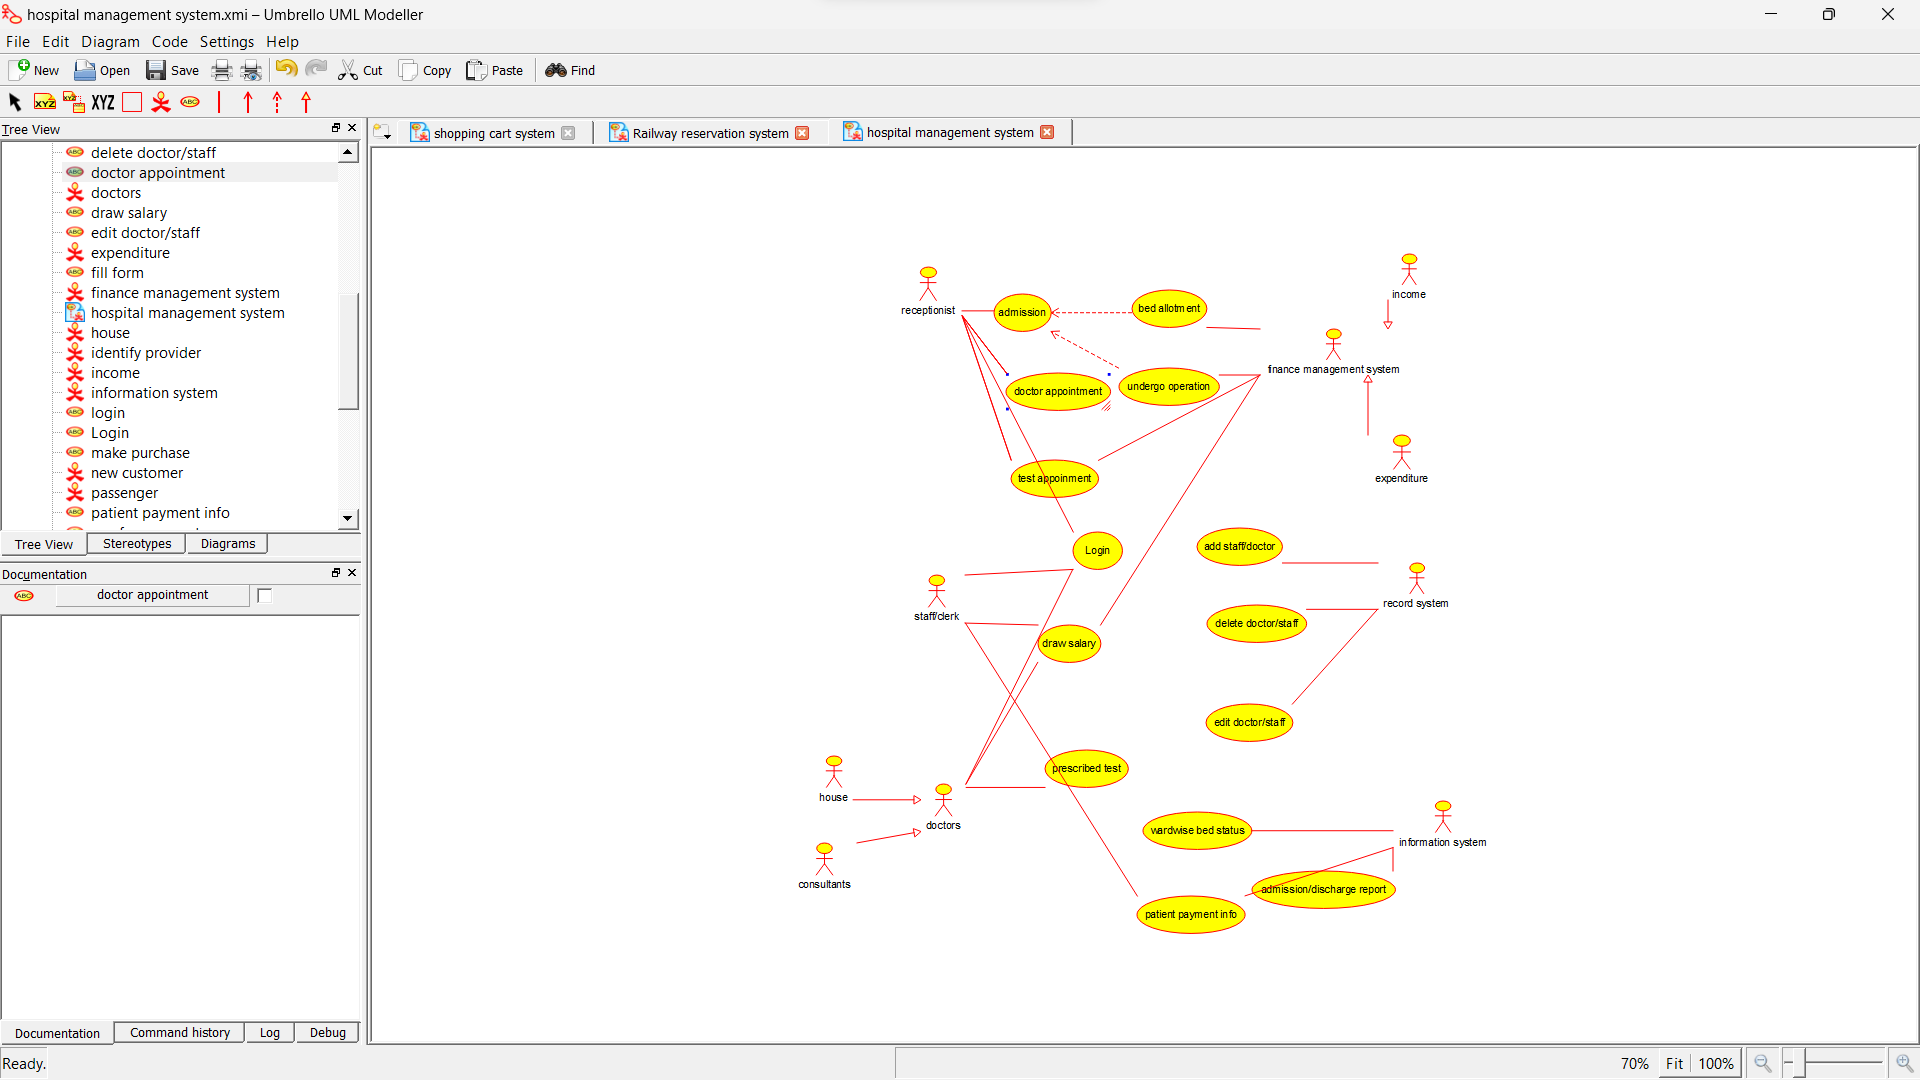 hospital management system.xmi – Umbrello UML Modeller
File Edit Diagram Code Settings Help
New Open Save Cut Copy Paste Find
XYZ XYZ XYZ ABC
Tree View
shopping cart system Railway reservation system hospital management system
delete doctor/staff
doctor appointment
doctors
draw salary
edit doctor/staff
expenditure
fill form
finance management system
hospital management system
house
identify provider
income
information system
login
Login
make purchase
new customer
passenger
patient payment info
Tree View Stereotypes Diagrams
Documentation
ABC doctor appointment
Documentation Command history Log Debug
receptionist
admission
bed allotment
income
finance management system
doctor appointment
undergo operation
test appoinment
expenditure
Login
add staff/doctor
staff/clerk
record system
draw salary
delete doctor/staff
edit doctor/staff
prescribed test
house
doctors
consultants
wardwise bed status
information system
admission/discharge report
patient payment info
Ready. 70% Fit 100%